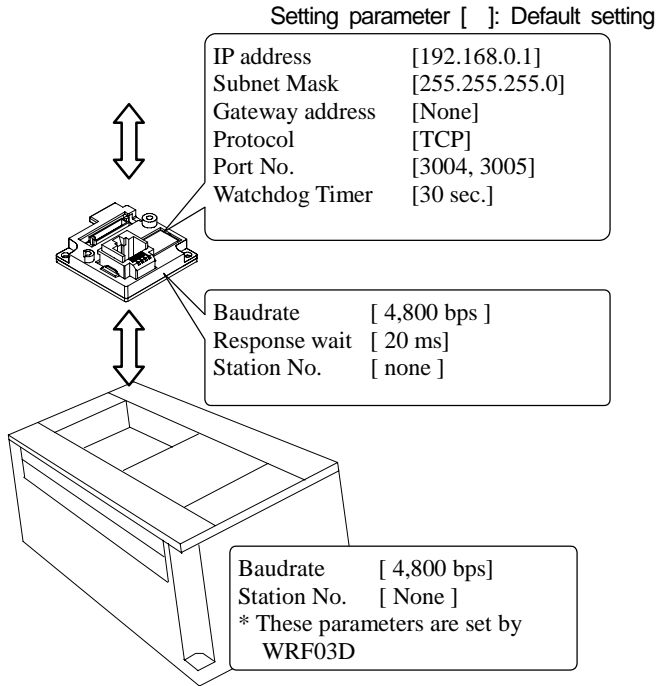 Setting parameter [ ]: Default setting
IP address [192.168.0.1]
Subnet Mask [255.255.255.0]
Gateway address [None]
Protocol [TCP]
Port No. [3004, 3005]
Watchdog Timer [30 sec.]
Baudrate [ 4,800 bps ]
Response wait [ 20 ms]
Station No. [ none ]
Baudrate [ 4,800 bps]
Station No. [ None ]
* These parameters are set by
WRF03D